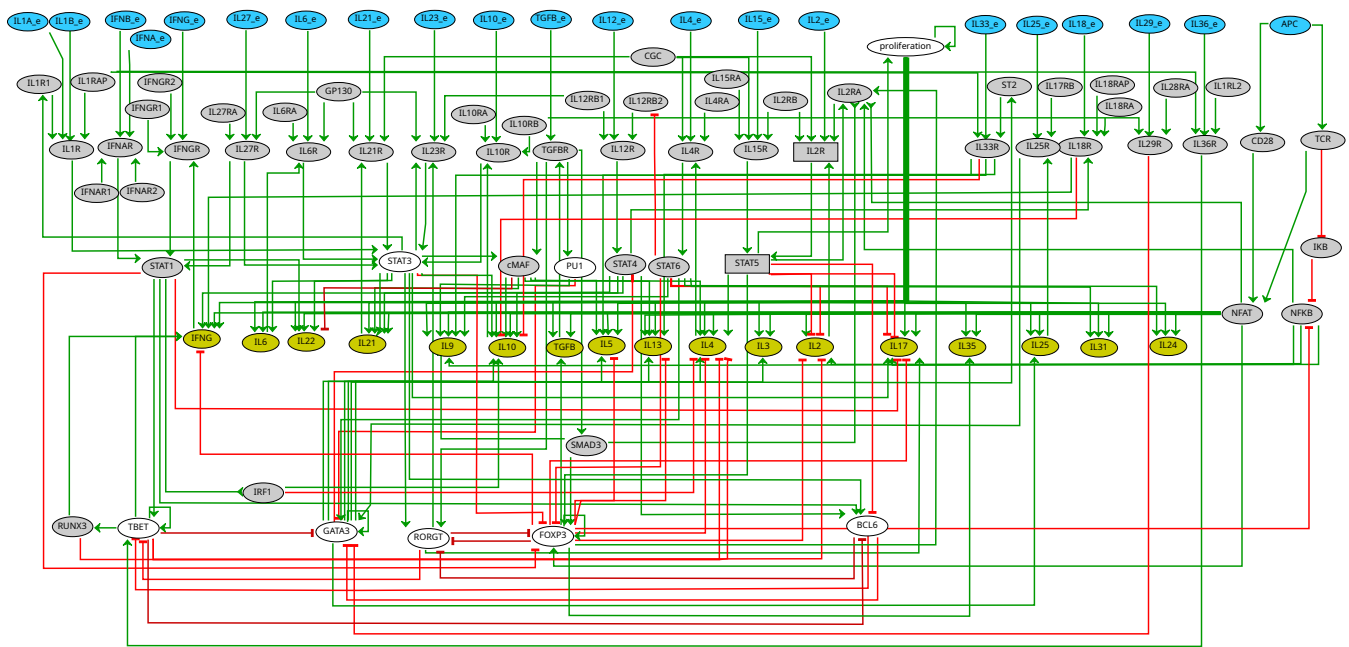 IL1A_e IL1B_e IFNB_e IFNG_e IL27_e IL6_e IL21_e IL23_e IL10_e TGFB_e IL12_e IL4_e IL15_e IL2_e IL33_e IL25_e IL18_e IL29_e IL36_e APC
IFNA_e
proliferation
CGC
IL1R1 IL1RAP IFNGR2 GP130 IL15RA ST2 IL17RB IL18RAP IL28RA IL1RL2
IFNGR1 IL27RA IL6RA IL10RA IL12RB1 IL12RB2 IL4RA IL2RB IL2RA IL18RA
IL10RB
IL1R IFNAR IFNGR IL27R IL6R IL21R IL23R IL10R TGFBR IL12R IL4R IL15R IL2R IL33R IL25R IL18R IL29R IL36R CD28 TCR
IFNAR1 IFNAR2
IKB
STAT1 STAT3 cMAF PU1 STAT4 STAT6 STAT5
NFAT NFKB
IFNG IL6 IL22 IL21 IL9 IL10 TGFB IL5 IL13 IL4 IL3 IL2 IL17 IL35 IL25 IL31 IL24
SMAD3
IRF1
RUNX3 TBET GATA3 RORGT FOXP3 BCL6